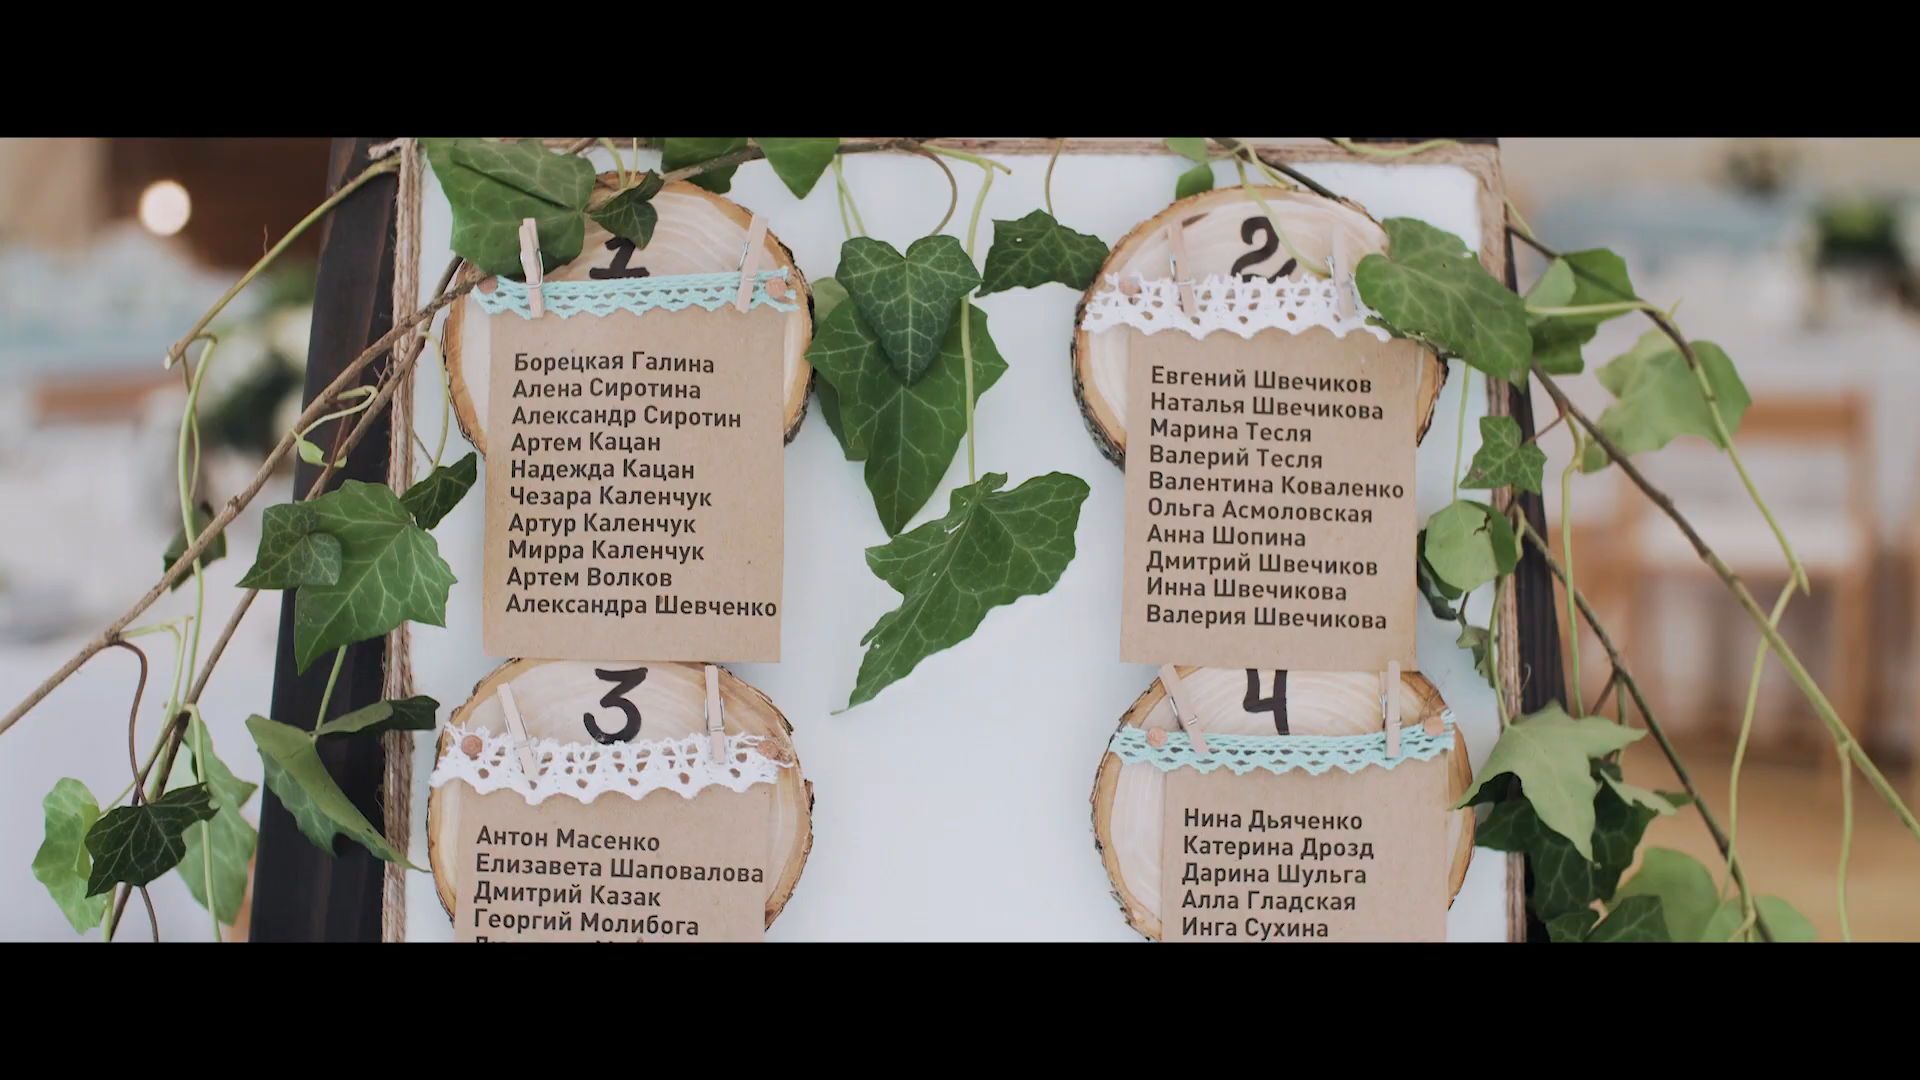 1
Борецкая Галина
Алена Сиротина
Александр Сиротин
Артем Кацан
Надежда Кацан
Чезара Каленчук
Артур Каленчук
Мирра Каленчук
Артем Волков
Александра Шевченко
2
Евгений Швечиков
Наталья Швечикова
Марина Тесля
Валерий Тесля
Валентина Коваленко
Ольга Асмоловская
Анна Шопина
Дмитрий Швечиков
Инна Швечикова
Валерия Швечикова
3
Антон Масенко
Елизавета Шаповалова
Дмитрий Казак
Георгий Молибога
4
Нина Дьяченко
Катерина Дрозд
Дарина Шульга
Алла Гладская
Инга Сухина